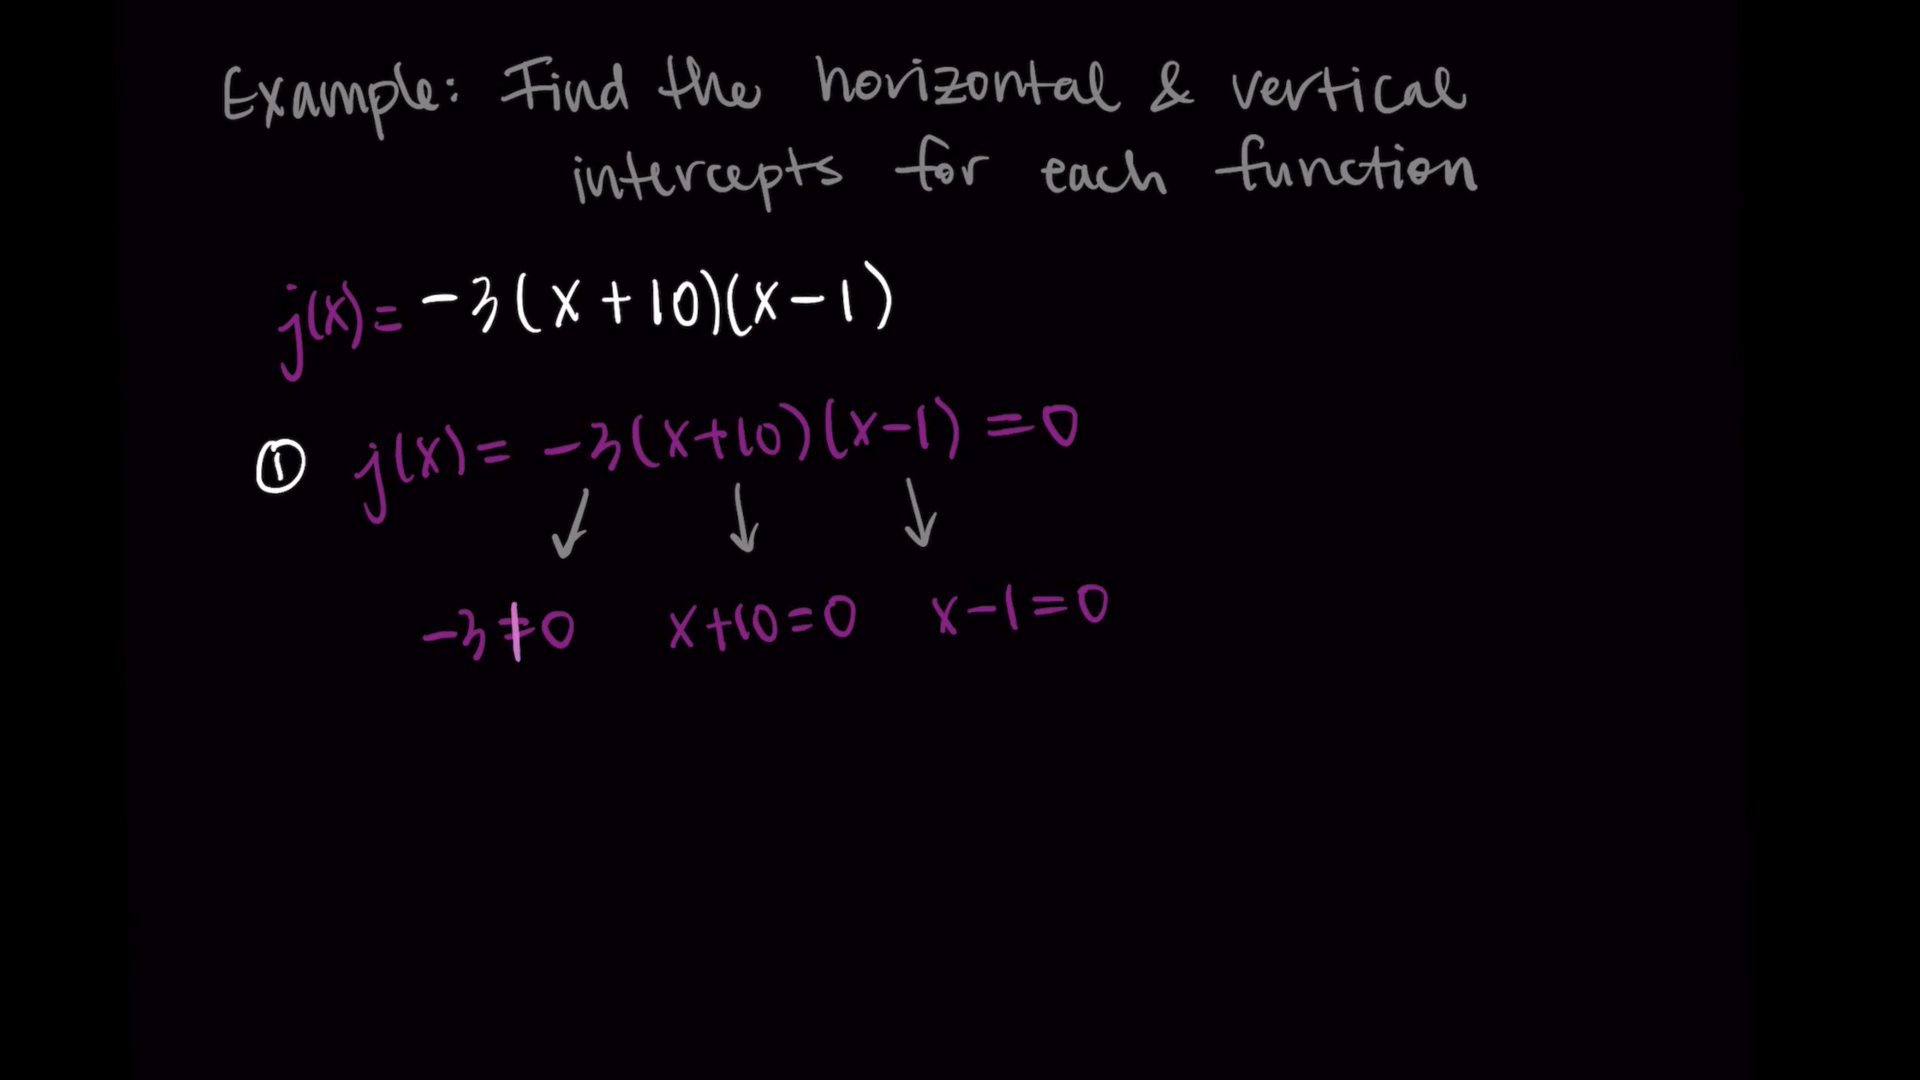 Example: Find the horizontal & vertical
intercepts for each function
j(x)= -3(x+10)(x-1)
① j(x)= -3(x+10)(x-1)=0
↙ ↓ ↓
-3≠0 x+10=0 x-1=0